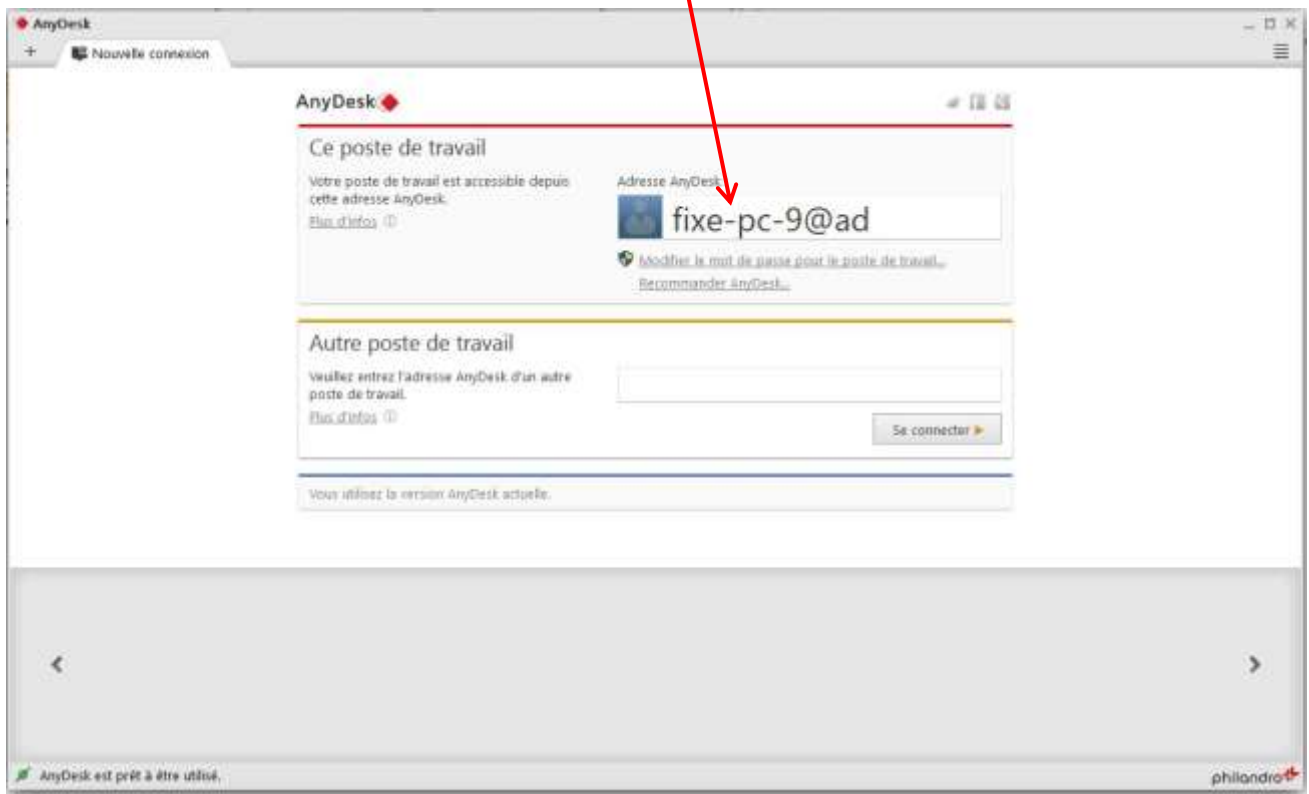 AnyDesk
+ Nouvelle connexion
AnyDesk
Ce poste de travail
Votre poste de travail est accessible depuis
cette adresse AnyDesk.
Plus d'infos
Adresse AnyDesk
fixe-pc-9@ad
Modifier le mot de passe pour le poste de travail...
Recommander AnyDesk...
Autre poste de travail
Veuillez entrez l'adresse AnyDesk d'un autre
poste de travail.
Plus d'infos
Se connecter
Vous utilisez la version AnyDesk actuelle.
AnyDesk est prêt à être utilisé.
philandro